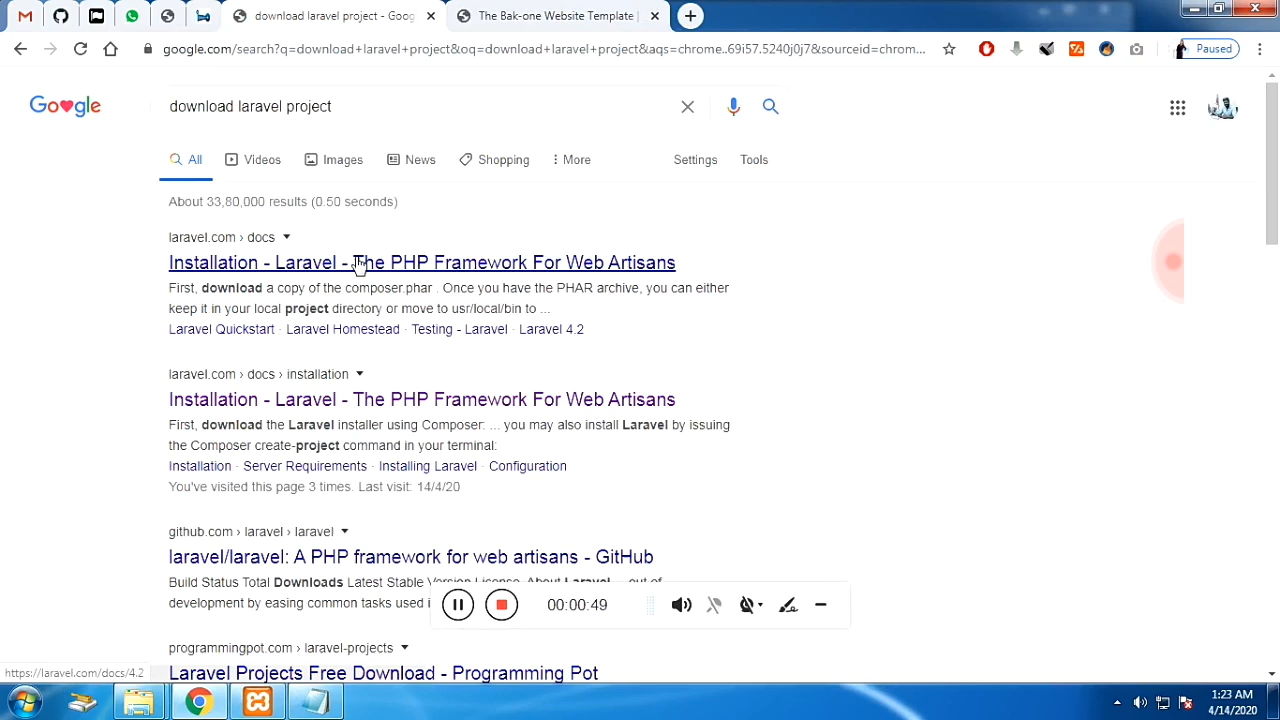 download laravel project - Goog
The Bak-one Website Template
google.com/search?q=download+laravel+project&oq=download+laravel+project&aqs=chrome..69i57.5240j0j7&sourceid=chrom...
Paused
Google
download laravel project
All
Videos
Images
News
Shopping
More
Settings
Tools
About 33,80,000 results (0.50 seconds)
laravel.com › docs
Installation - Laravel - The PHP Framework For Web Artisans
First, download a copy of the composer.phar . Once you have the PHAR archive, you can either
keep it in your local project directory or move to usr/local/bin to ...
Laravel Quickstart · Laravel Homestead · Testing - Laravel · Laravel 4.2
laravel.com › docs › installation
Installation - Laravel - The PHP Framework For Web Artisans
First, download the Laravel installer using Composer: ... you may also install Laravel by issuing
the Composer create-project command in your terminal:
Installation · Server Requirements · Installing Laravel · Configuration
You've visited this page 3 times. Last visit: 14/4/20
github.com › laravel › laravel
laravel/laravel: A PHP framework for web artisans - GitHub
Build Status Total Downloads Latest Stable Version License. About Laravel ... out of
development by easing common tasks used i
00:00:49
programmingpot.com › laravel-projects
Laravel Projects Free Download - Programming Pot
https://laravel.com/docs/4.2
1:23 AM
4/14/2020